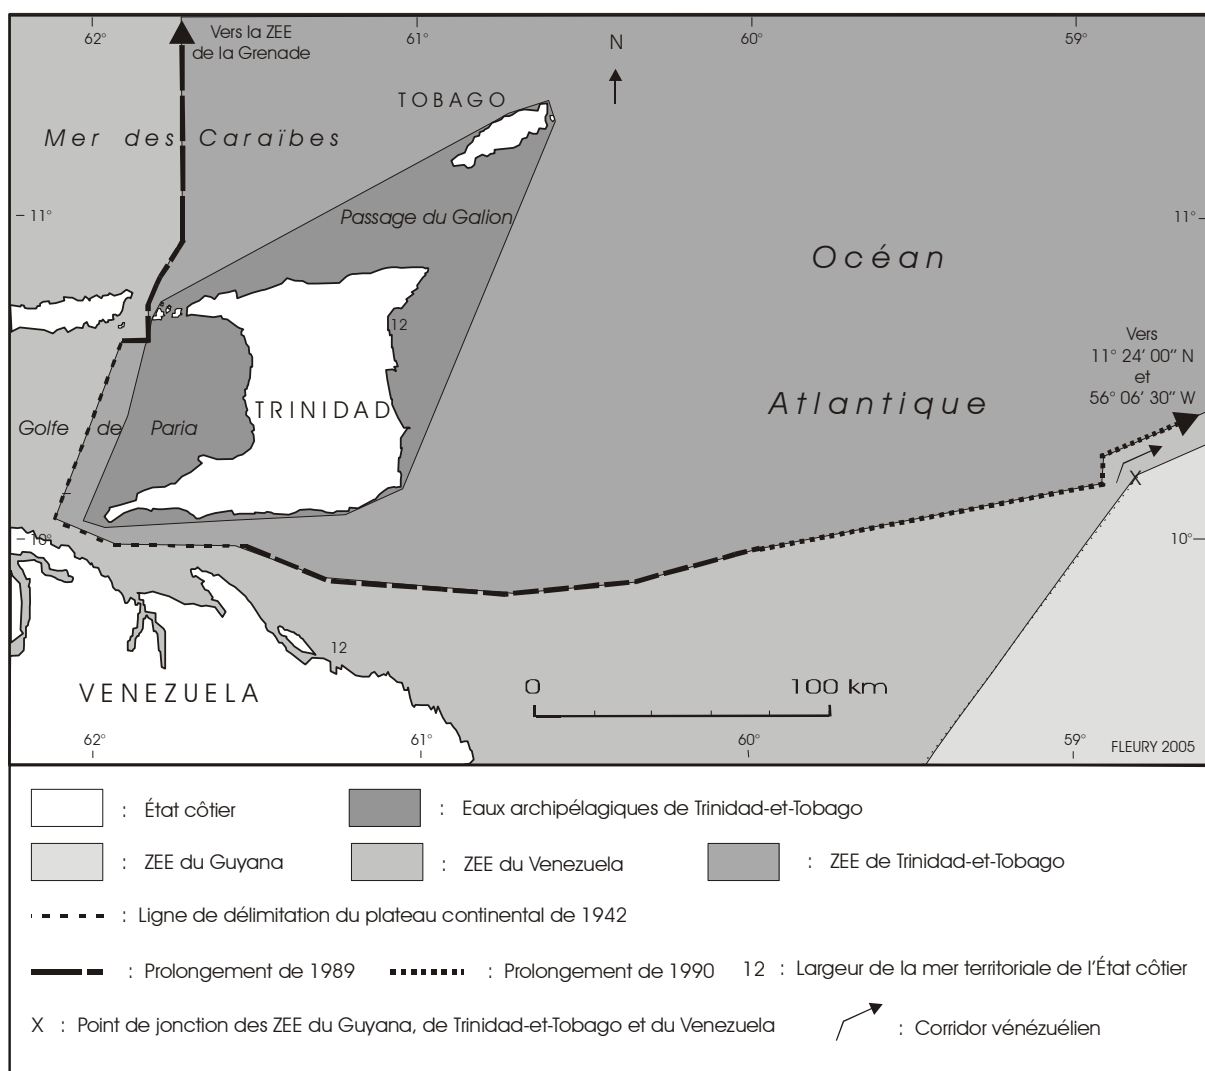 62° 61° 60° 59°
Vers la ZEE
de la Grenade
N
TOBAGO
Mer des Caraïbes
11° 11°
Passage du Galion
Océan
12
Vers
11° 24' 00'' N
et
56° 06' 30'' W
Atlantique
TRINIDAD
Golfe de Paria
X
10° 10°
12
VENEZUELA
0 100 km
62° 61° 60° 59°
FLEURY 2005
: État côtier : Eaux archipélagiques de Trinidad-et-Tobago
: ZEE du Guyana : ZEE du Venezuela : ZEE de Trinidad-et-Tobago
: Ligne de délimitation du plateau continental de 1942
: Prolongement de 1989 : Prolongement de 1990 12 : Largeur de la mer territoriale de l'État côtier
X : Point de jonction des ZEE du Guyana, de Trinidad-et-Tobago et du Venezuela : Corridor vénézuélien